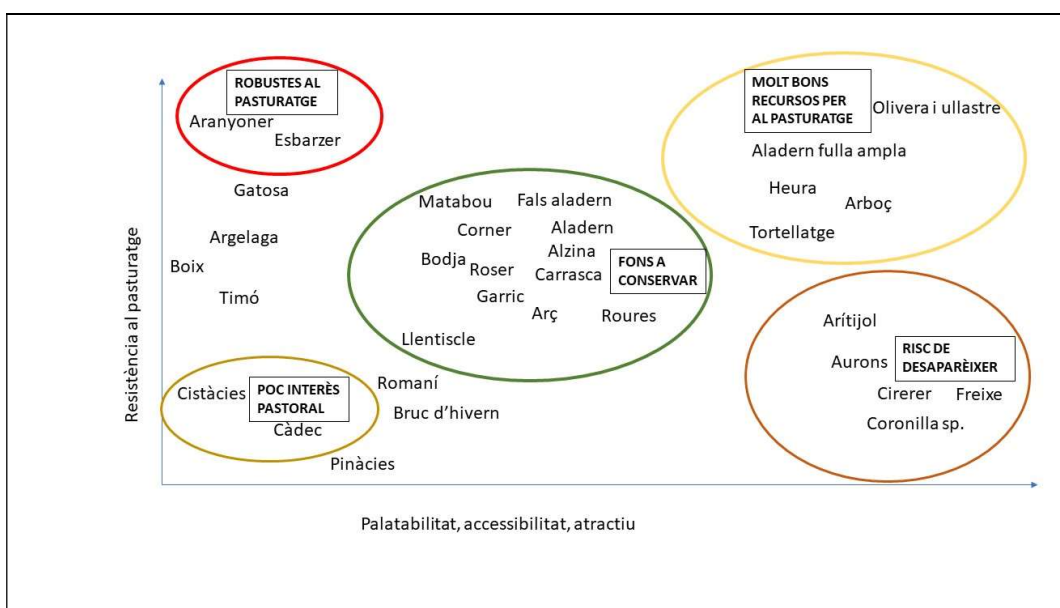 ROBUSTES AL
PASTURATGE
Aranyoner
Esbarzer
Gatosa
Argelaga
Boix
Timó
MOLT BONS
RECURSOS PER
AL PASTURATGE
Olivera i ullastre
Aladern fulla ampla
Heura
Arboç
Tortellatge
Matabou
Fals aladern
Corner
Aladern
Alzina
Bodja
Roser
Carrasca
FONS A
CONSERVAR
Garric
Arç
Roures
Llentiscle
Arítijol
Aurons
RISC DE
DESAPARÈIXER
Cirerer
Freixe
Coronilla sp.
Cistàcies
POC INTERÈS
PASTORAL
Càdec
Romaní
Bruc d'hivern
Pinàcies
Resistència al pasturatge
Palatabilitat, accessibilitat, atractiu